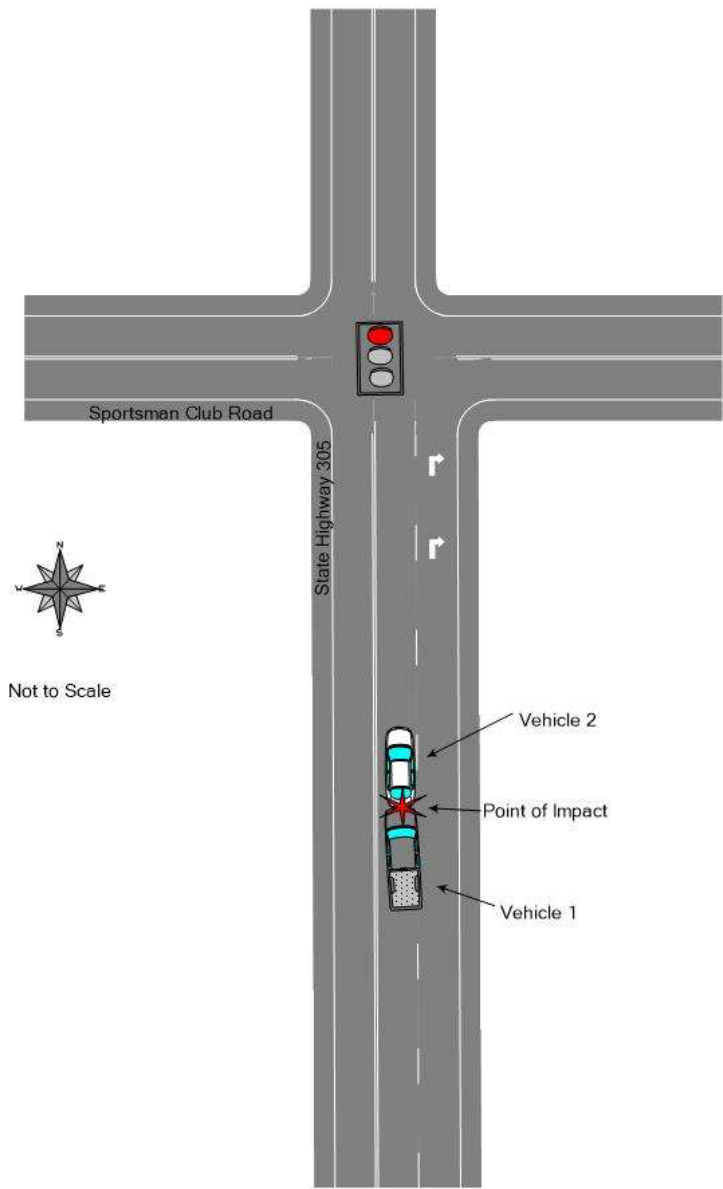 Sportsman Club Road
State Highway 305
N
W E
S
Not to Scale
Vehicle 2
Point of Impact
Vehicle 1